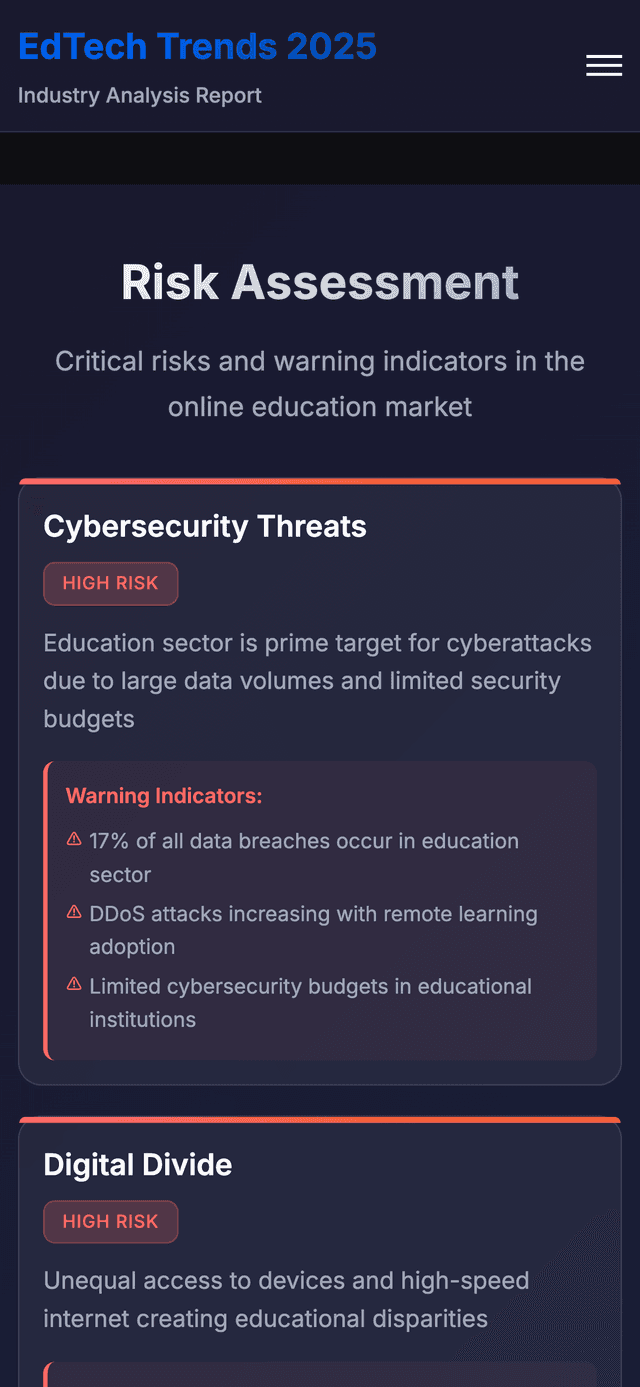 EdTech Trends 2025
Industry Analysis Report
Risk Assessment
Critical risks and warning indicators in the
online education market
Cybersecurity Threats
HIGH RISK
Education sector is prime target for cyberattacks
due to large data volumes and limited security
budgets
Warning Indicators:
17% of all data breaches occur in education
sector
DDoS attacks increasing with remote learning
adoption
Limited cybersecurity budgets in educational
institutions
Digital Divide
HIGH RISK
Unequal access to devices and high-speed
internet creating educational disparities